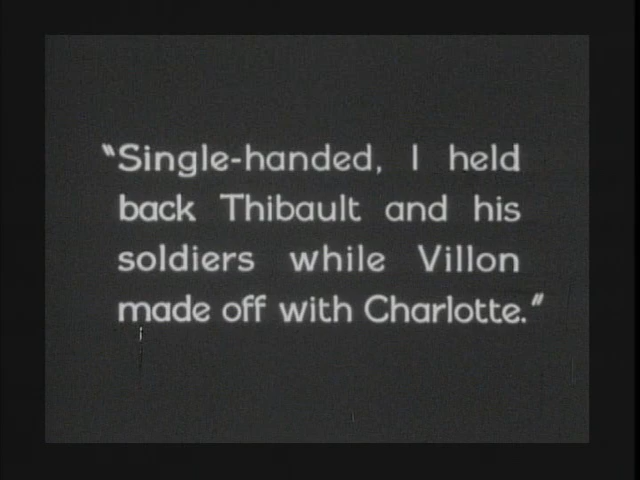 "Single-handed, I held
back Thibault and his
soldiers while Villon
made off with Charlotte."